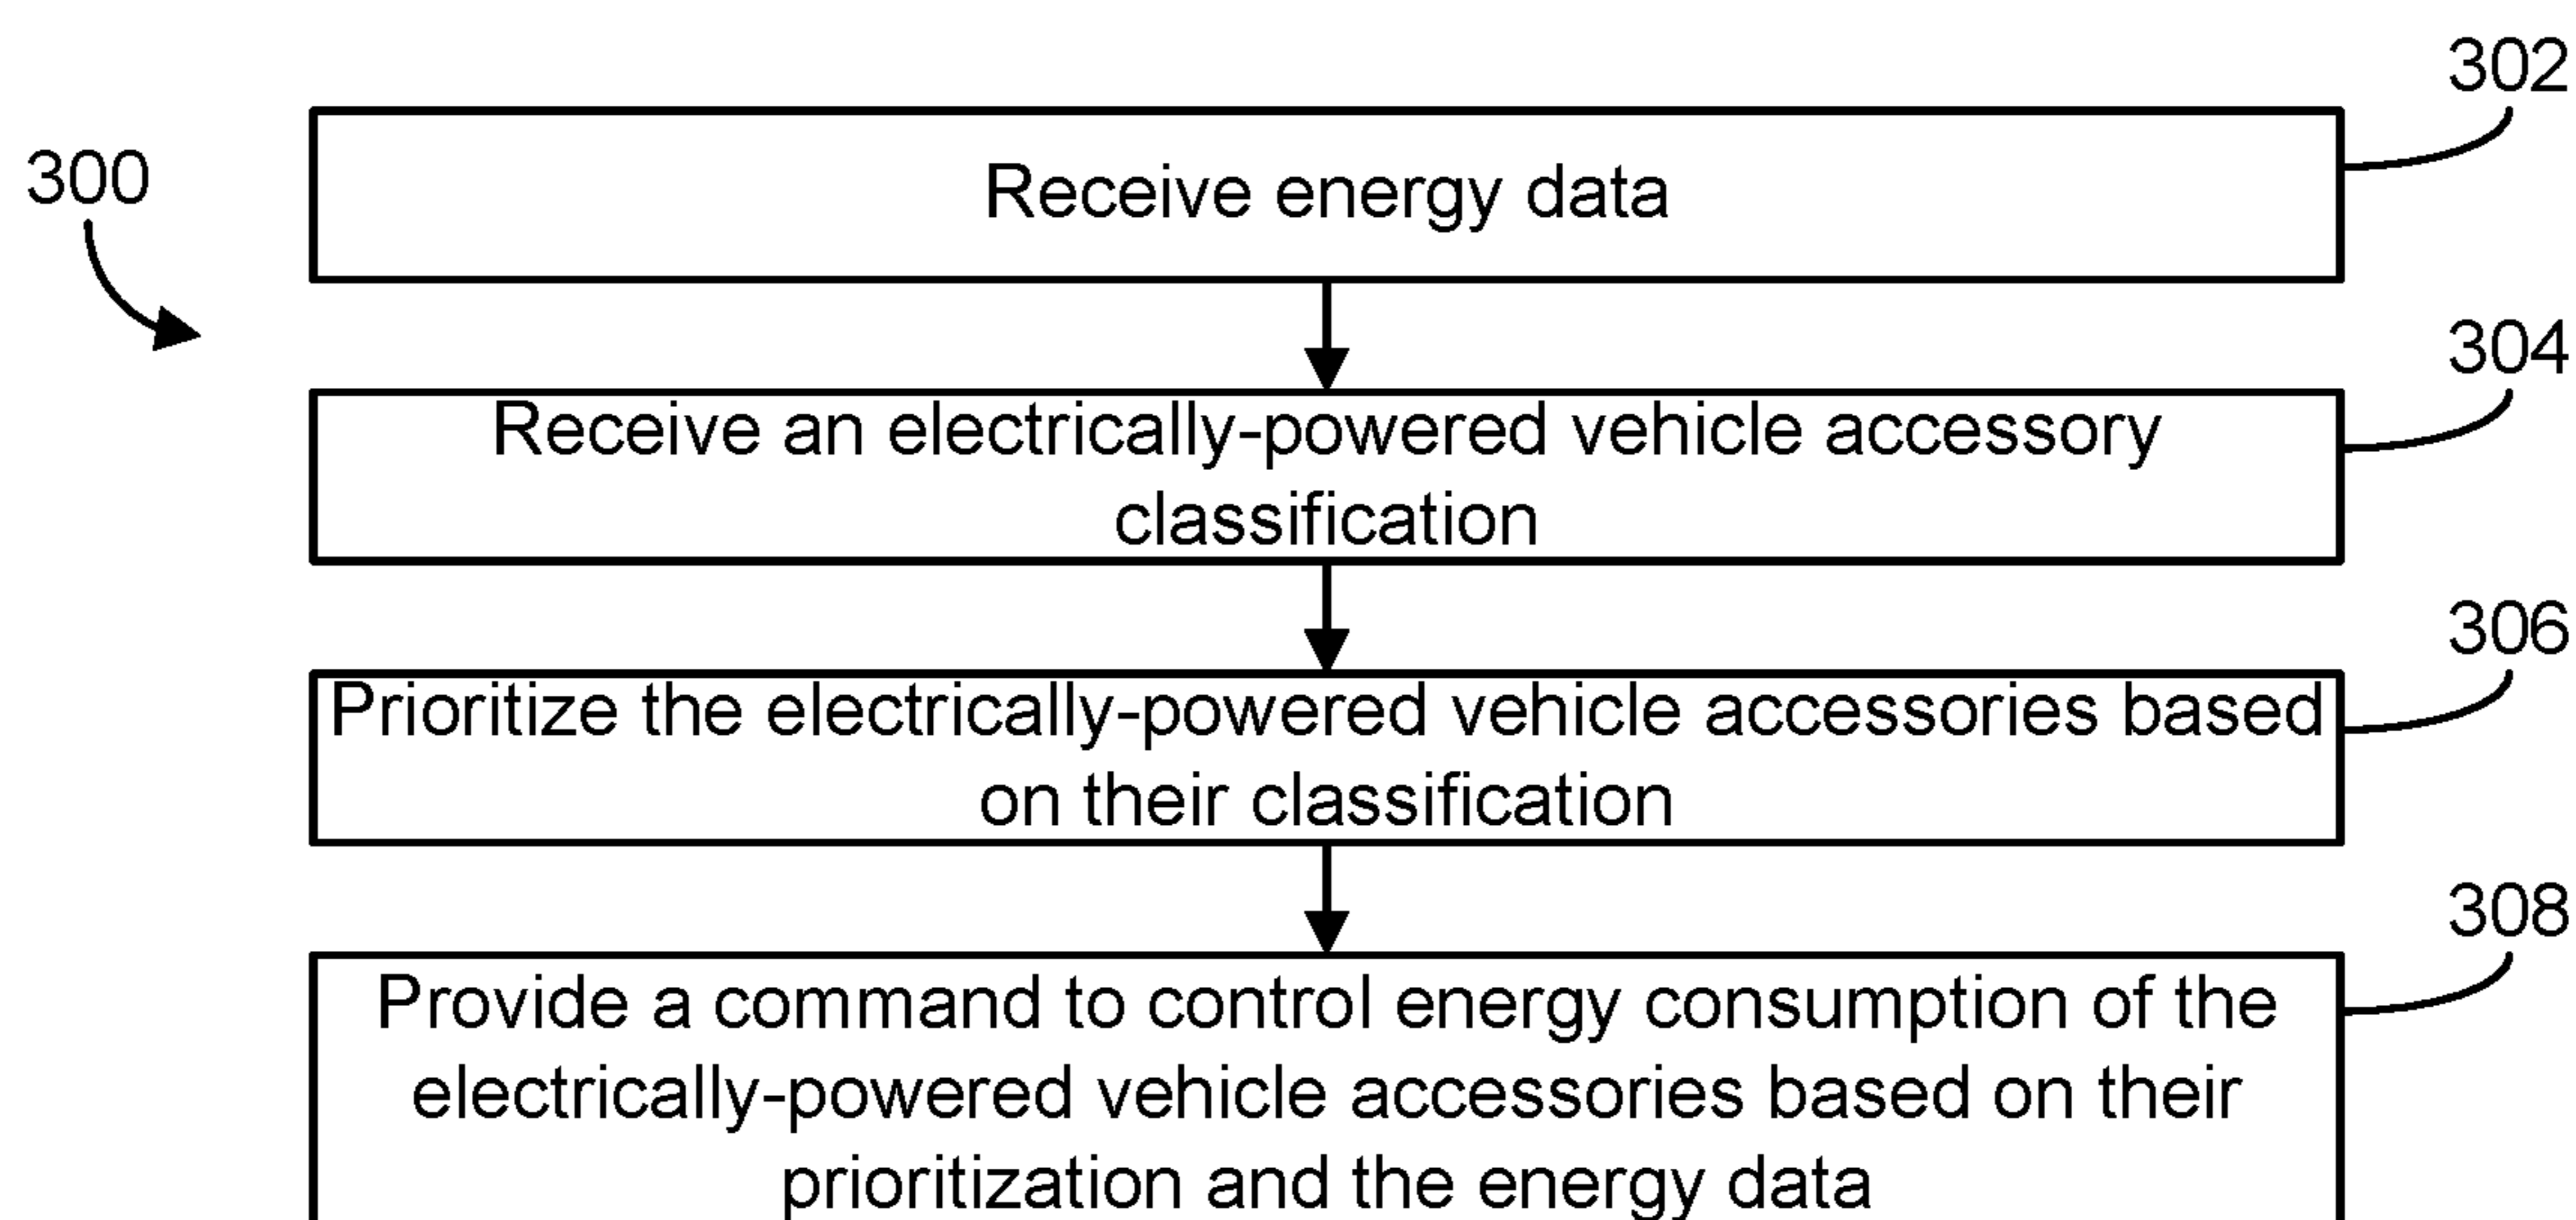 302
300
Receive energy data
304
Receive an electrically-powered vehicle accessory
classification
306
Prioritize the electrically-powered vehicle accessories based
on their classification
308
Provide a command to control energy consumption of the
electrically-powered vehicle accessories based on their
prioritization and the energy data